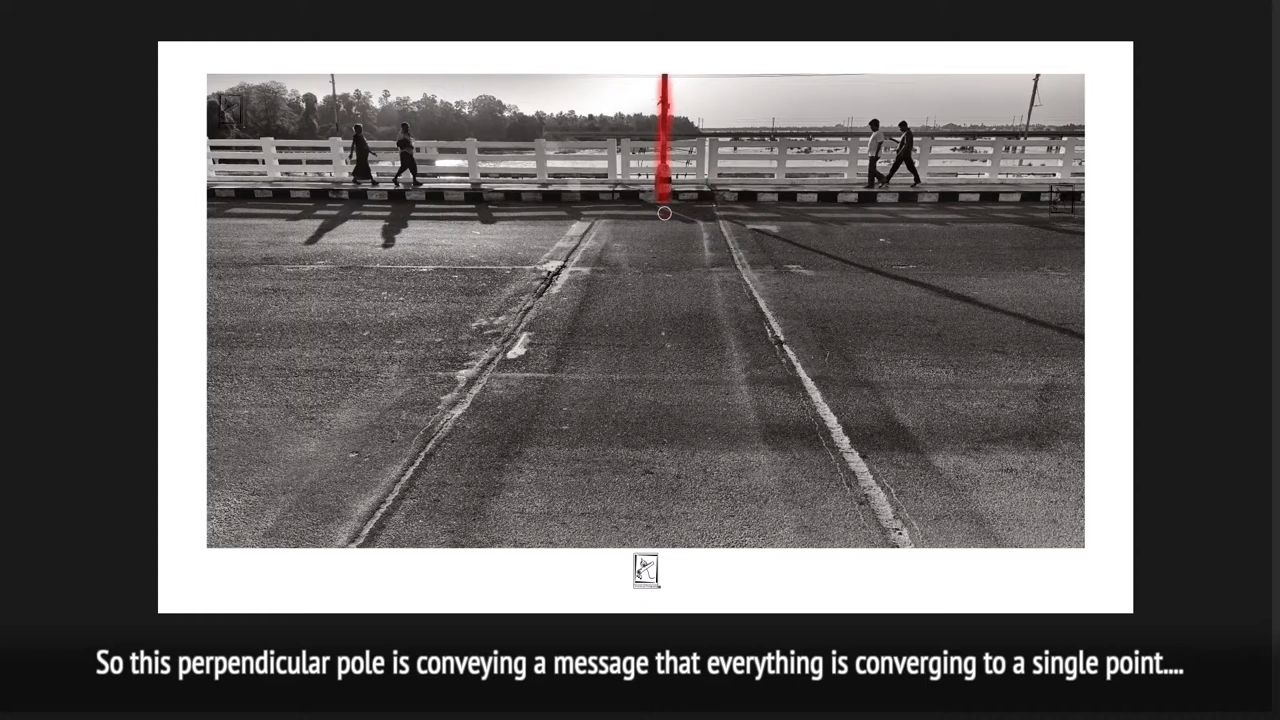 So this perpendicular pole is conveying a message that everything is converging to a single point....